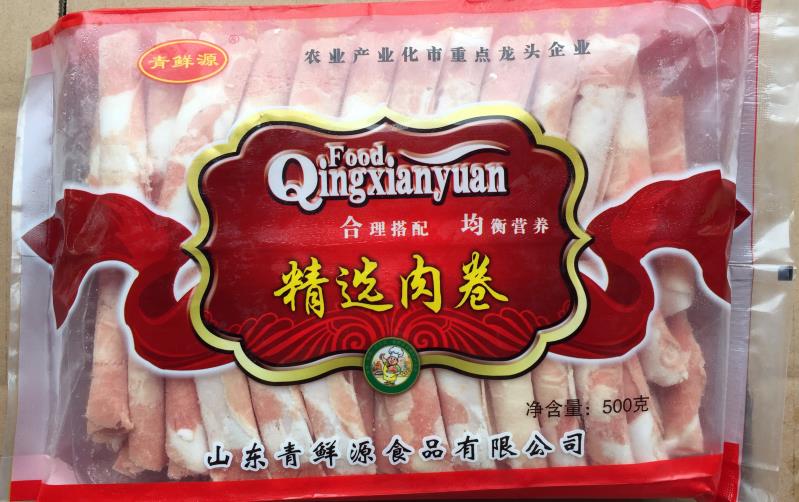 青鲜源
农业产业化市重点龙头企业
Food
Qingxianyuan
合理搭配 均衡营养
精选肉卷
净含量：500克
山东青鲜源食品有限公司